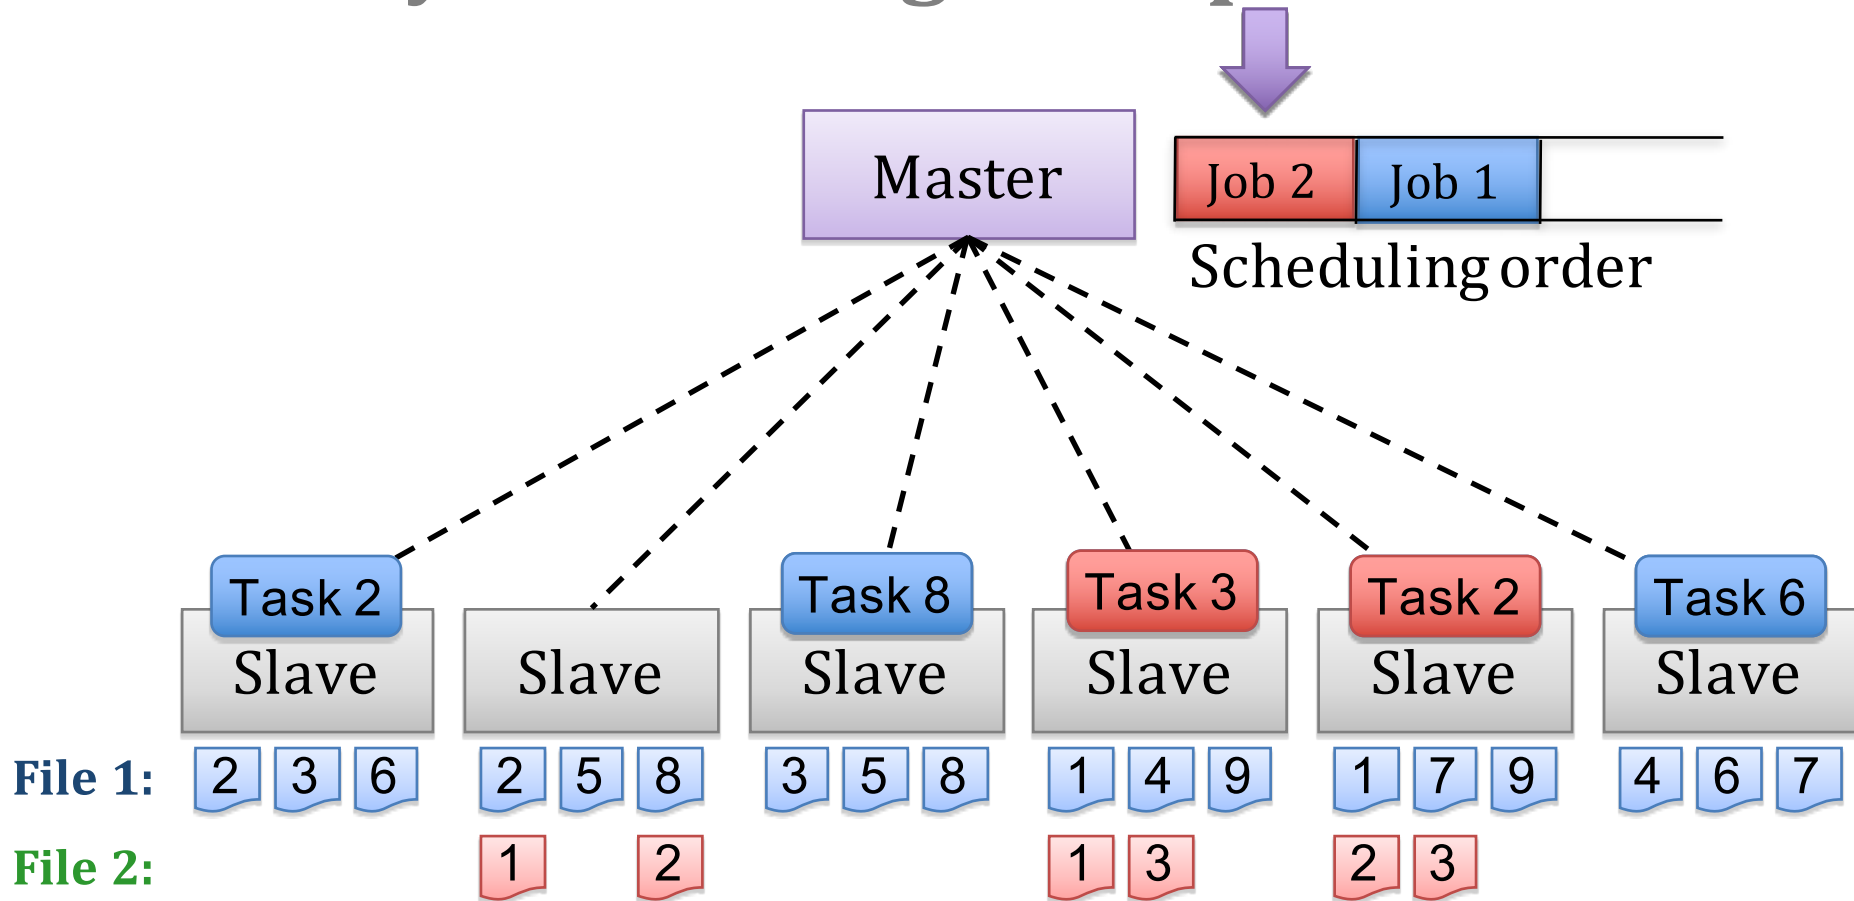 Master
Job 2 Job 1
Scheduling order
Task 2 Task 8 Task 3 Task 2 Task 6
Slave Slave Slave Slave Slave Slave
File 1: 2 3 6 2 5 8 3 5 8 1 4 9 1 7 9 4 6 7
File 2: 1 2 1 3 2 3